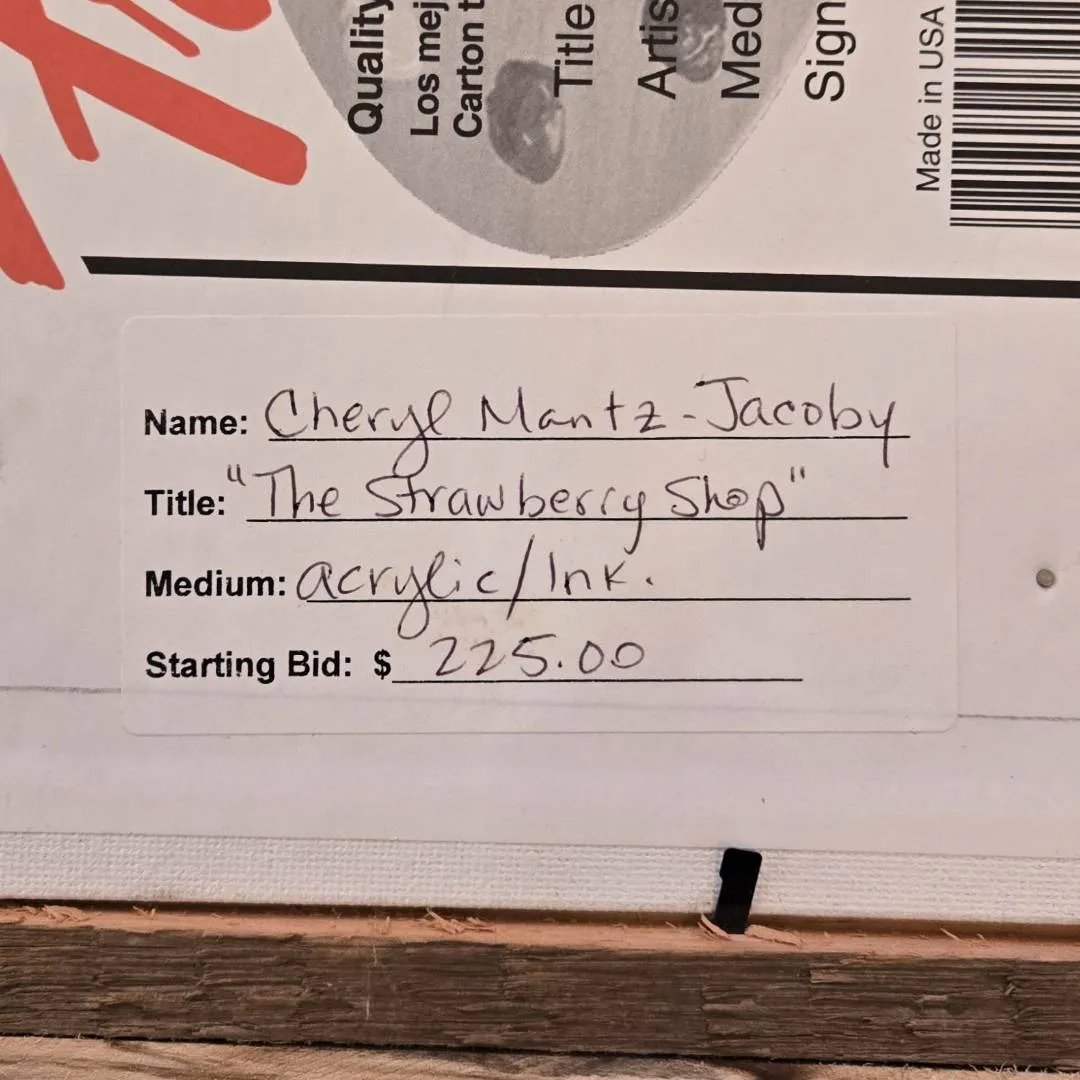 Quality
Los mej
Carton t
Title
Artis
Med
Sign
Made in USA
Name: Cheryl Mantz-Jacoby
Title: "The Strawberry Shop"
Medium: acrylic/Ink.
Starting Bid: $ 225.00